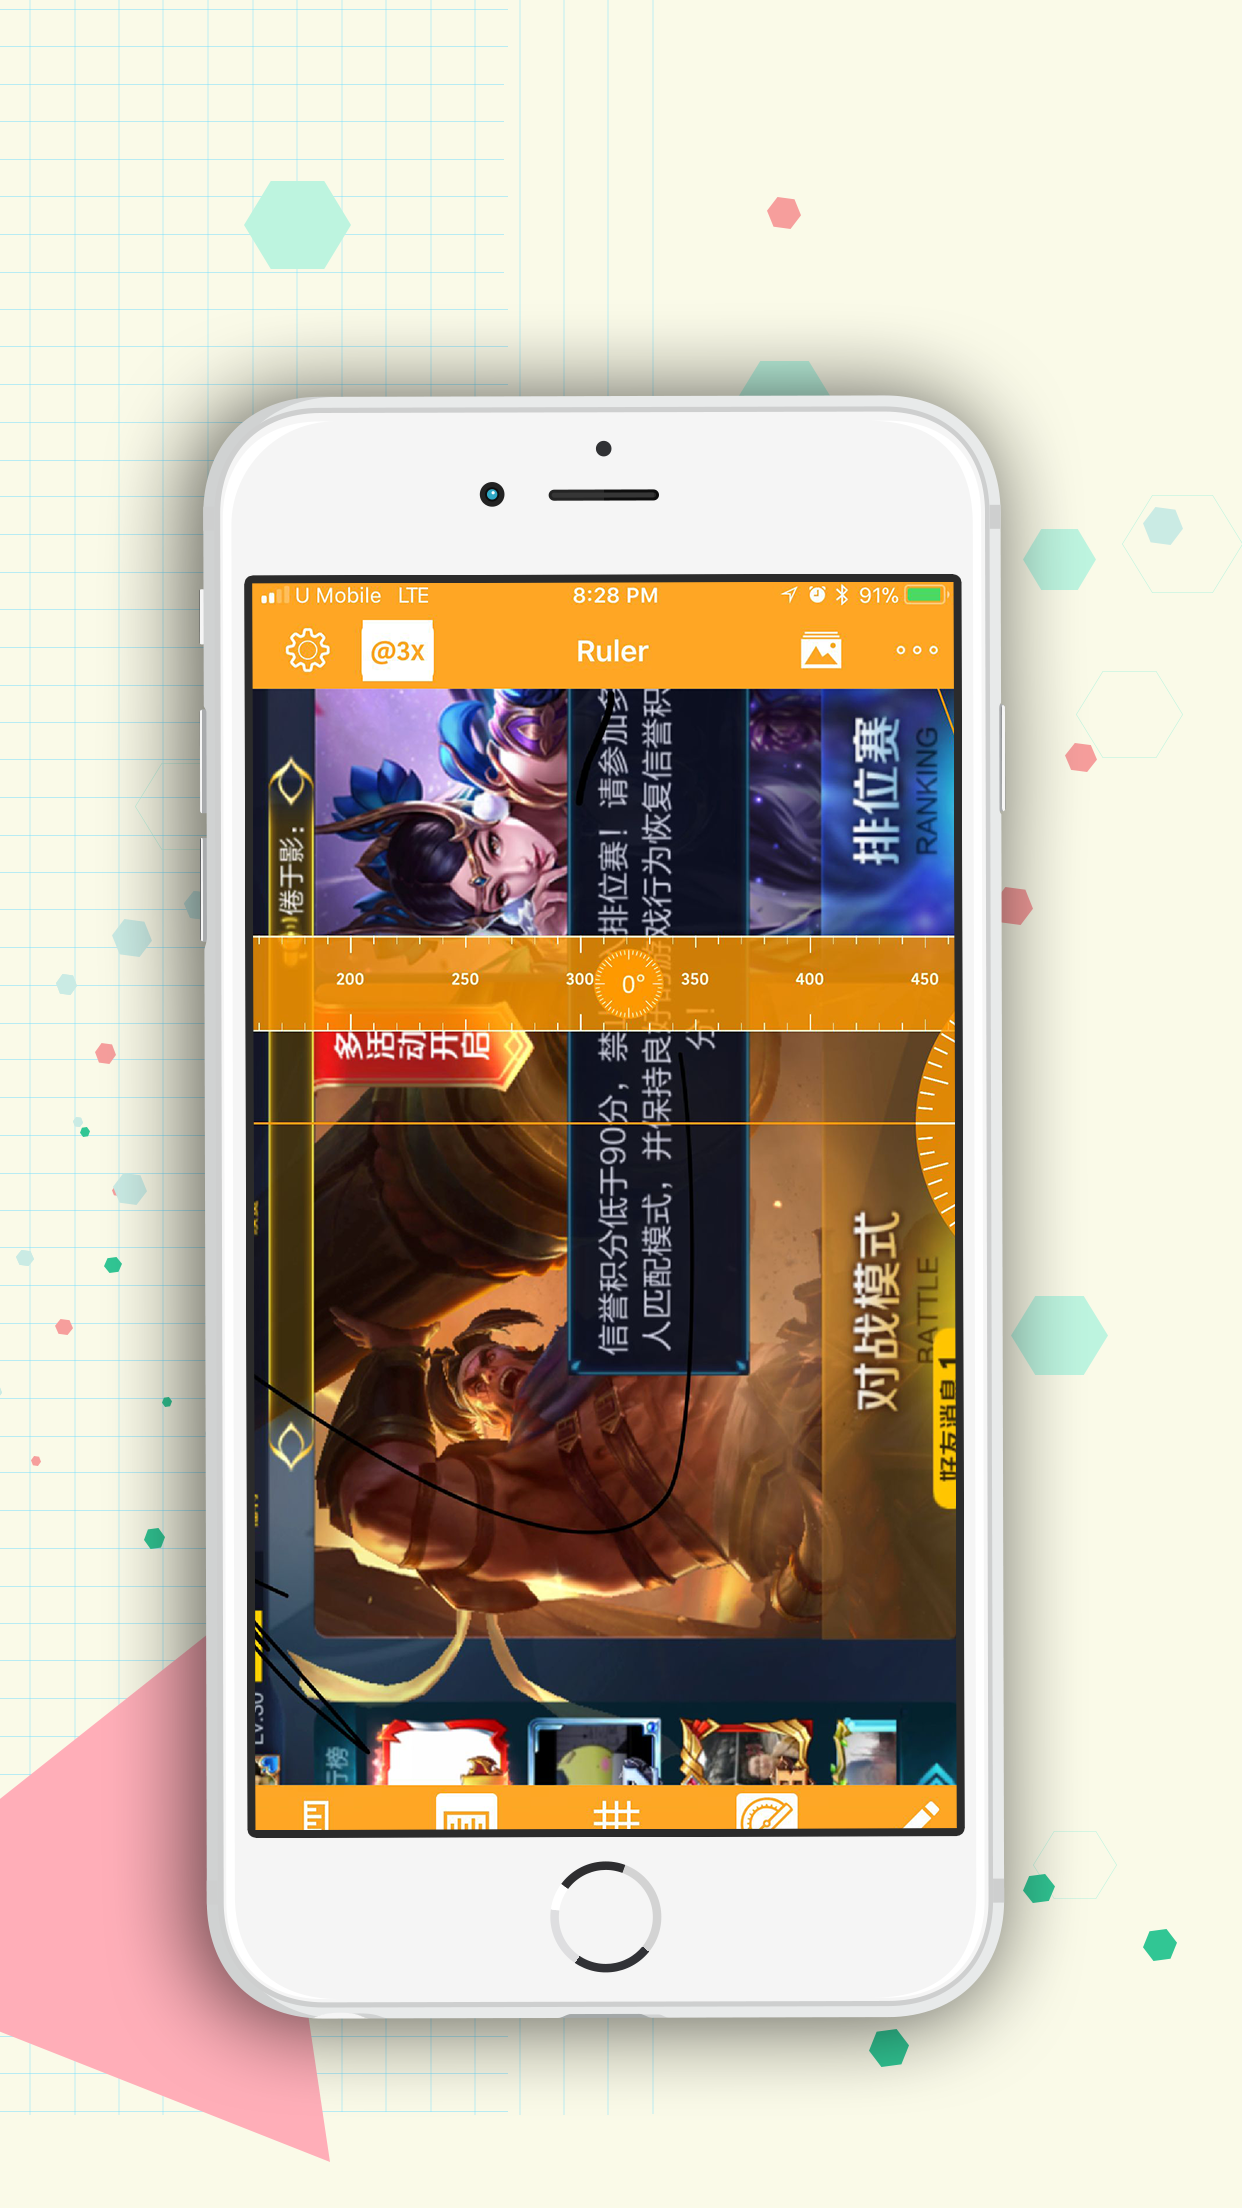 U Mobile LTE 8:28 PM 91%
@3x Ruler
倦于影：
信誉积分低于90分，禁
排位赛！请参加
人匹配模式，并保持良好的游戏行为恢复信誉积
分！
排位赛
RANKING
200 250 300 0° 350 400 450
多活动开启
对战模式
BATTLE
好友消息 1
Lv.30
行榜